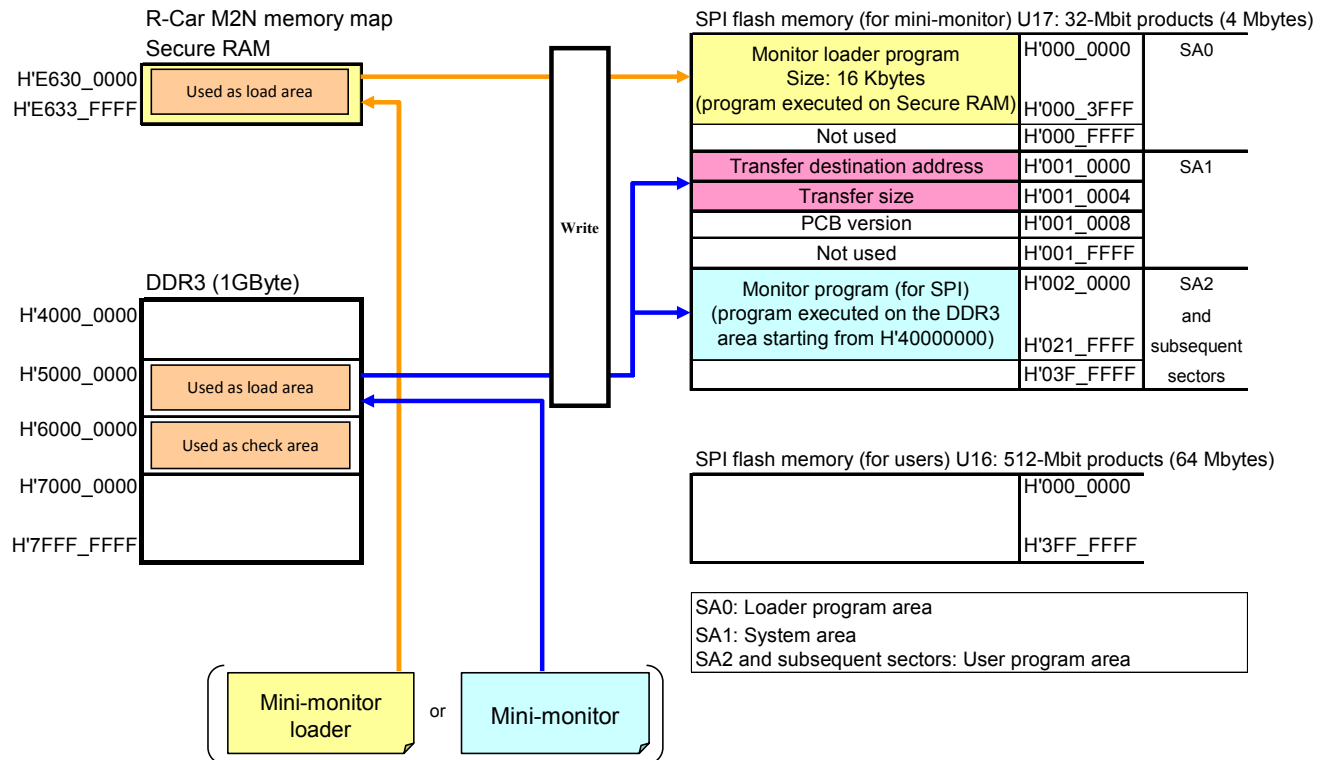 R-Car M2N memory map
Secure RAM
H'E630_0000
H'E633_FFFF
Used as load area
DDR3 (1GByte)
H'4000_0000
H'5000_0000
Used as load area
H'6000_0000
Used as check area
H'7000_0000
H'7FFF_FFFF
Write
SPI flash memory (for mini-monitor) U17: 32-Mbit products (4 Mbytes)
Monitor loader program
Size: 16 Kbytes
(program executed on Secure RAM)
H'000_0000
SA0
H'000_3FFF
Not used
H'000_FFFF
Transfer destination address
H'001_0000
SA1
Transfer size
H'001_0004
PCB version
H'001_0008
Not used
H'001_FFFF
Monitor program (for SPI)
(program executed on the DDR3
area starting from H'40000000)
H'002_0000
H'021_FFFF
H'03F_FFFF
SA2
and
subsequent
sectors
SPI flash memory (for users) U16: 512-Mbit products (64 Mbytes)
H'000_0000
H'3FF_FFFF
SA0: Loader program area
SA1: System area
SA2 and subsequent sectors: User program area
Mini-monitor
loader
or
Mini-monitor